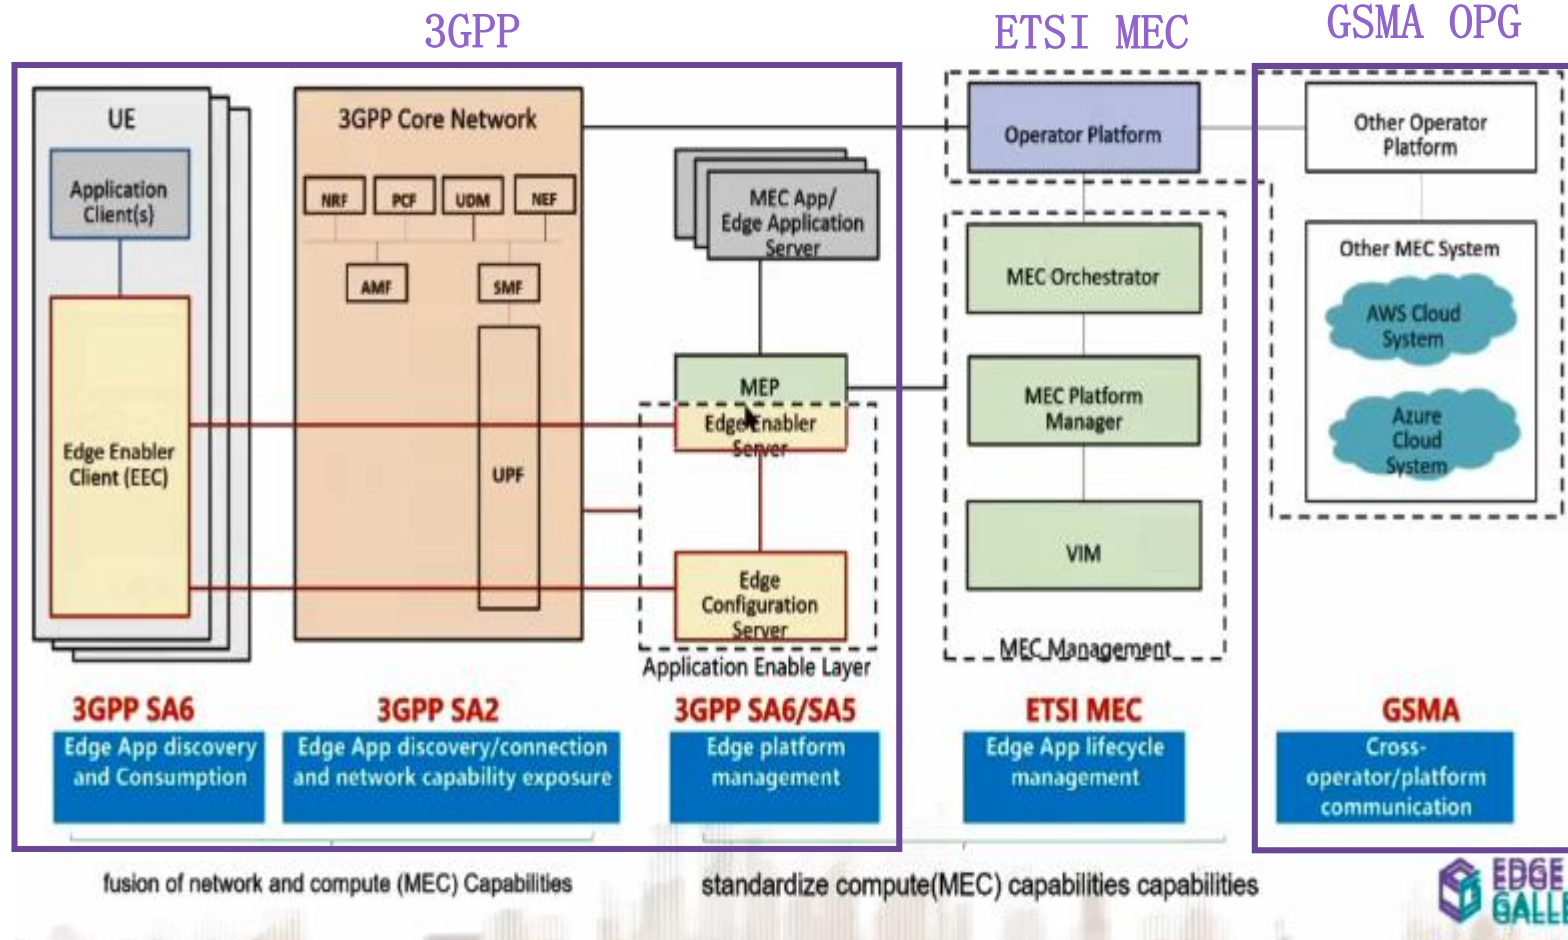 3GPP
ETSI MEC
GSMA OPG
UE
Application
Client(s)
Edge Enabler
Client (EEC)
3GPP Core Network
NRF
PCF
UDM
NEF
AMF
SMF
UPF
MEC App/
Edge Application
Server
MEP
Edge Enabler
Server
Edge
Configuration
Server
Application Enable Layer
Operator Platform
MEC Orchestrator
MEC Platform
Manager
VIM
MEC Management
Other Operator
Platform
Other MEC System
AWS Cloud
System
Azure
Cloud
System
3GPP SA6
3GPP SA2
3GPP SA6/SA5
ETSI MEC
GSMA
Edge App discovery
and Consumption
Edge App discovery/connection
and network capability exposure
Edge platform
management
Edge App lifecycle
management
Cross-
operator/platform
communication
fusion of network and compute (MEC) Capabilities
standardize compute(MEC) capabilities capabilities
EDGE